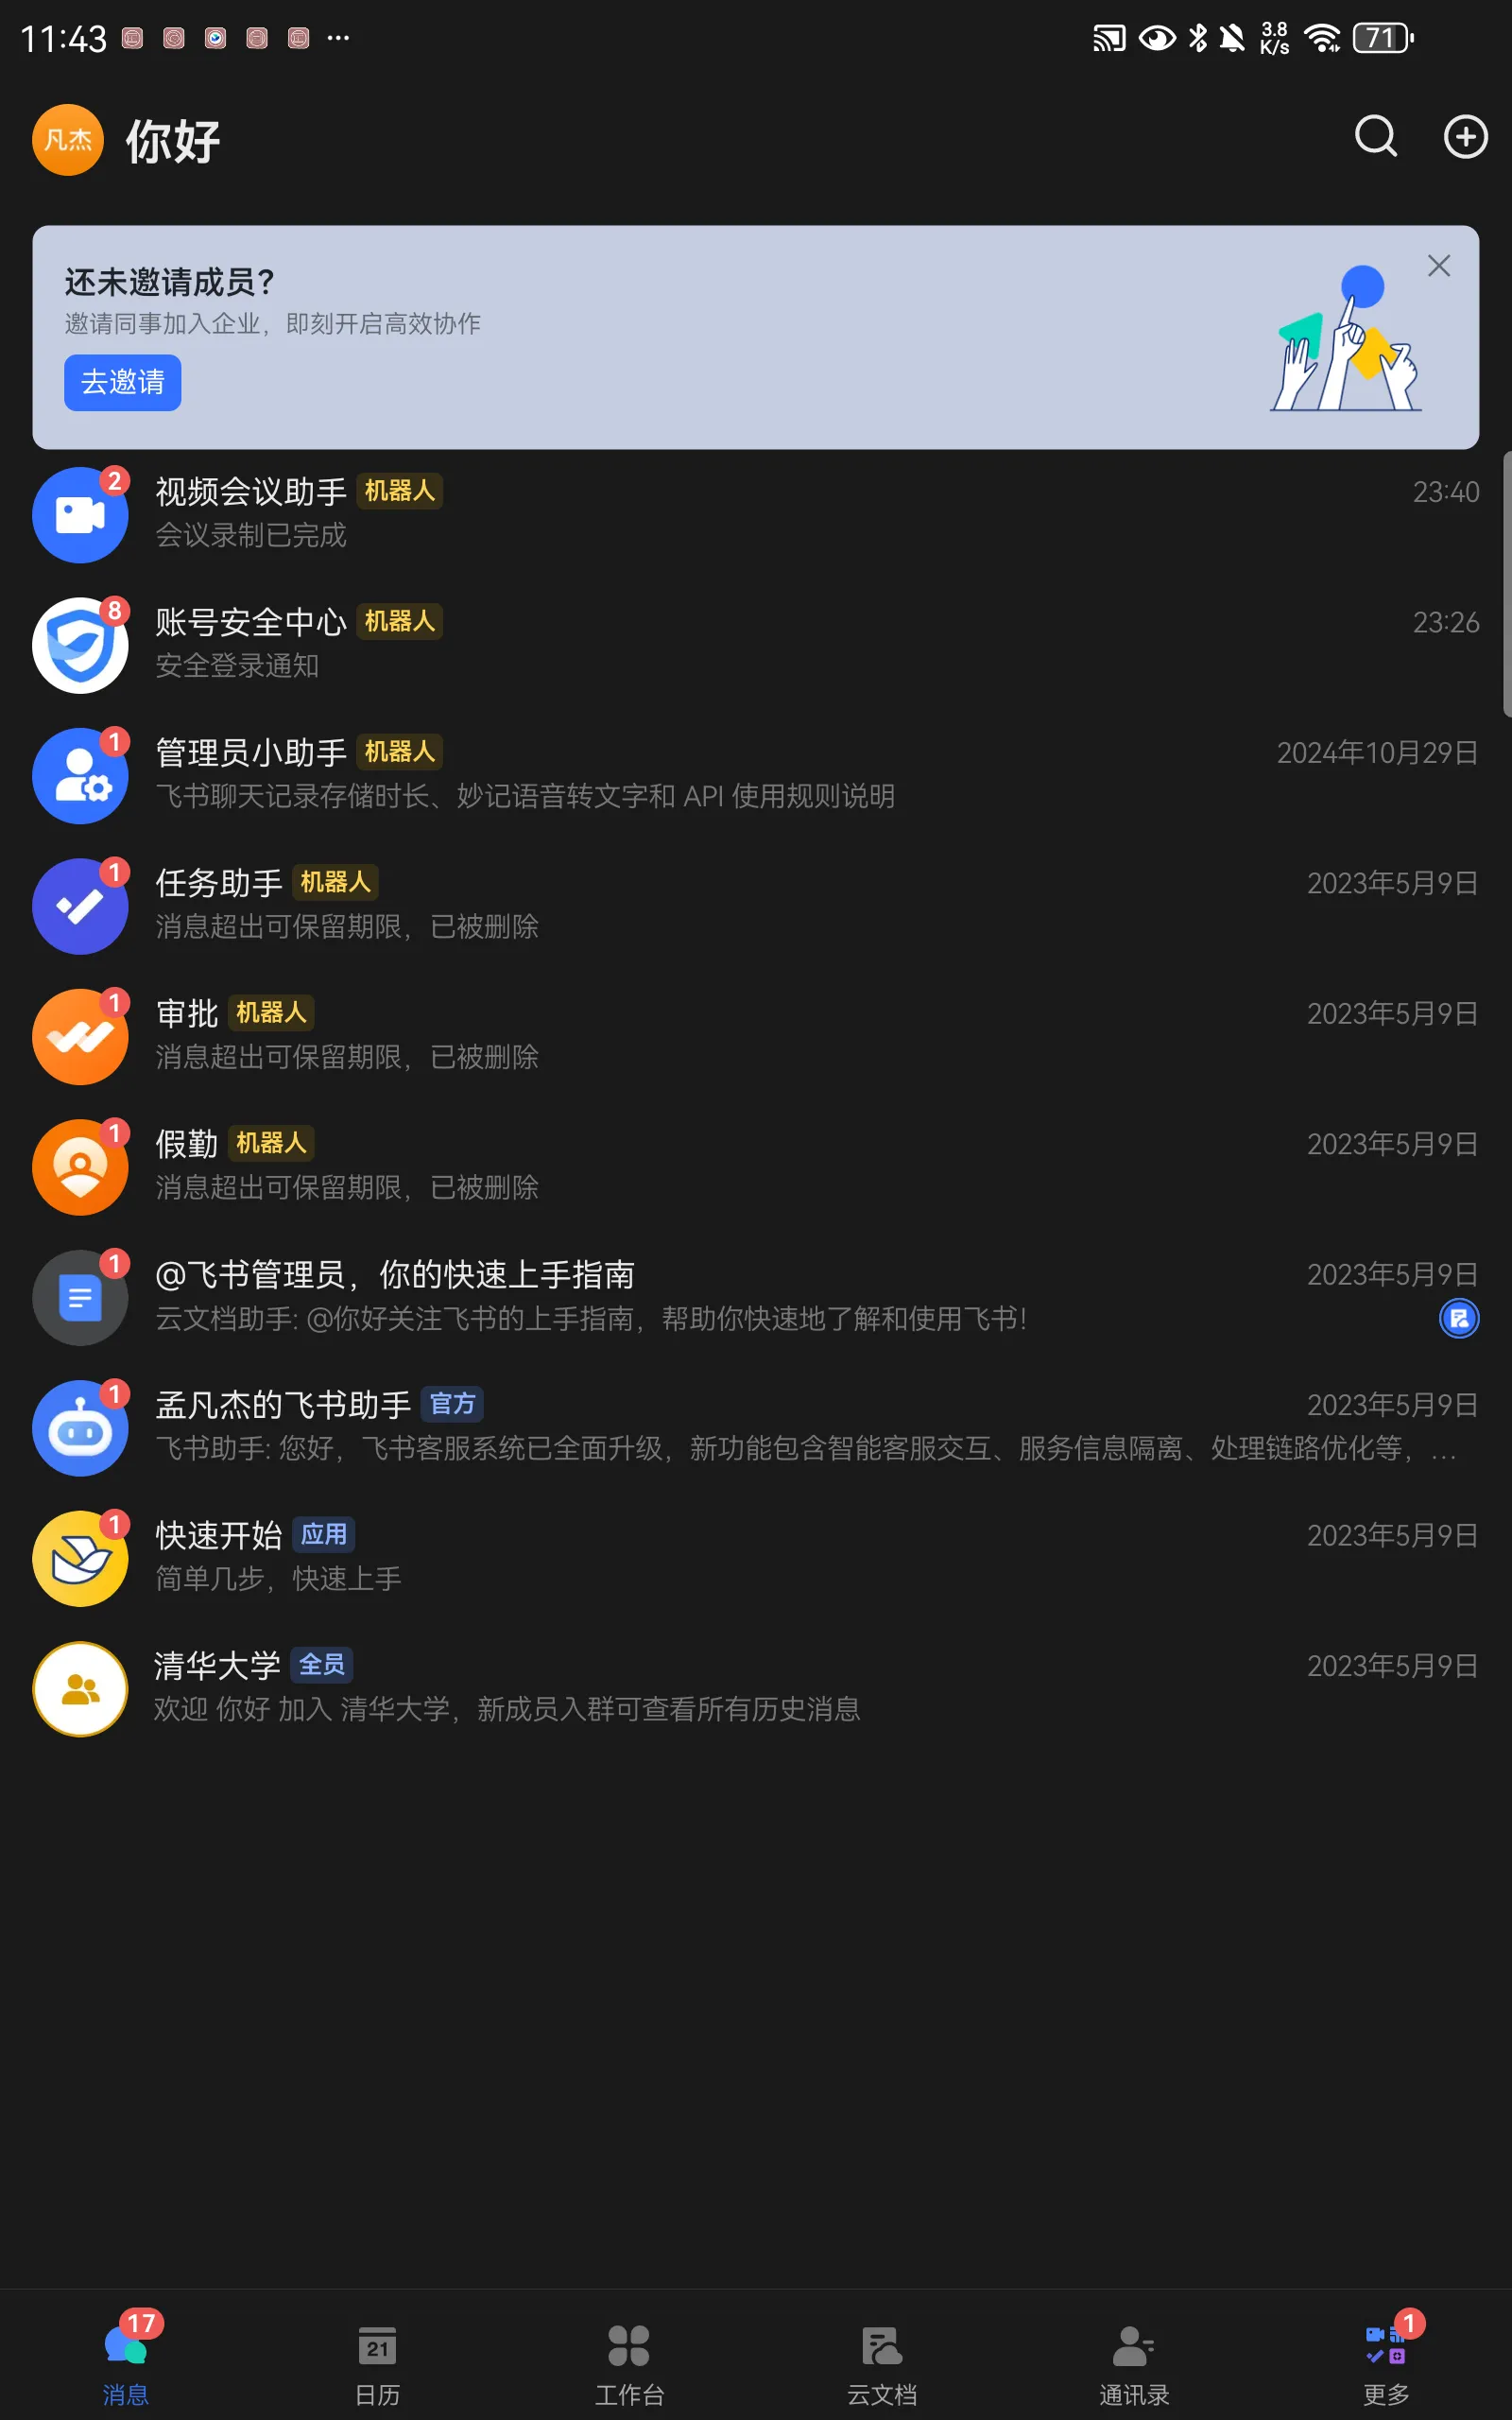 11:43
3.8 K/s
71
凡杰
你好
还未邀请成员？
邀请同事加入企业，即刻开启高效协作
去邀请
2
视频会议助手 机器人 23:40
会议录制已完成
8
账号安全中心 机器人 23:26
安全登录通知
1
管理员小助手 机器人 2024年10月29日
飞书聊天记录存储时长、妙记语音转文字和 API 使用规则说明
1
任务助手 机器人 2023年5月9日
消息超出可保留期限，已被删除
1
审批 机器人 2023年5月9日
消息超出可保留期限，已被删除
1
假勤 机器人 2023年5月9日
消息超出可保留期限，已被删除
1
@飞书管理员，你的快速上手指南 2023年5月9日
云文档助手: @你好关注飞书的上手指南，帮助你快速地了解和使用飞书！
1
孟凡杰的飞书助手 官方 2023年5月9日
飞书助手: 您好，飞书客服系统已全面升级，新功能包含智能客服交互、服务信息隔离、处理链路优化等，...
1
快速开始 应用 2023年5月9日
简单几步，快速上手
清华大学 全员 2023年5月9日
欢迎 你好 加入 清华大学，新成员入群可查看所有历史消息
17
21
1
消息 日历 工作台 云文档 通讯录 更多